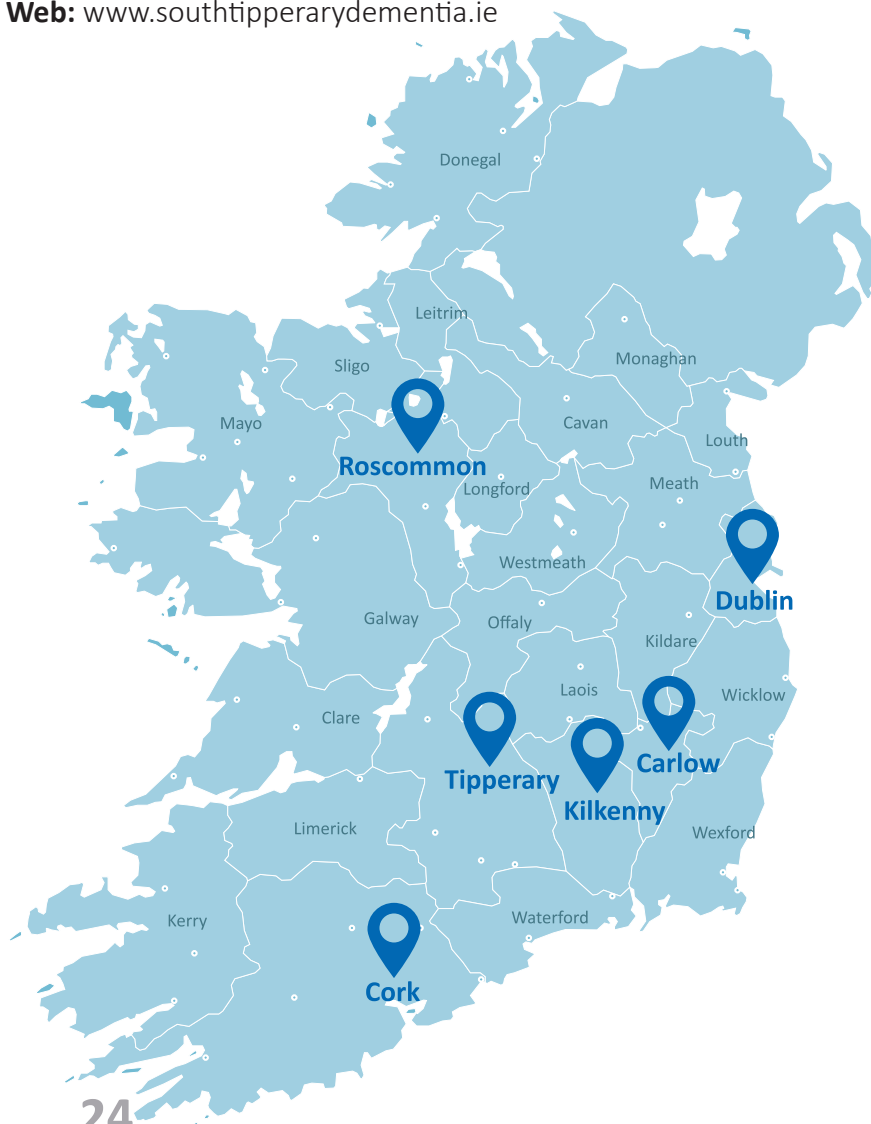 Web: www.southtipperarydementia.ie
Donegal
Leitrim
Sligo
Monaghan
Mayo
Cavan
Louth
Roscommon
Longford
Meath
Westmeath
Dublin
Galway
Offaly
Kildare
Laois
Wicklow
Clare
Carlow
Tipperary
Kilkenny
Limerick
Wexford
Kerry
Waterford
Cork
24